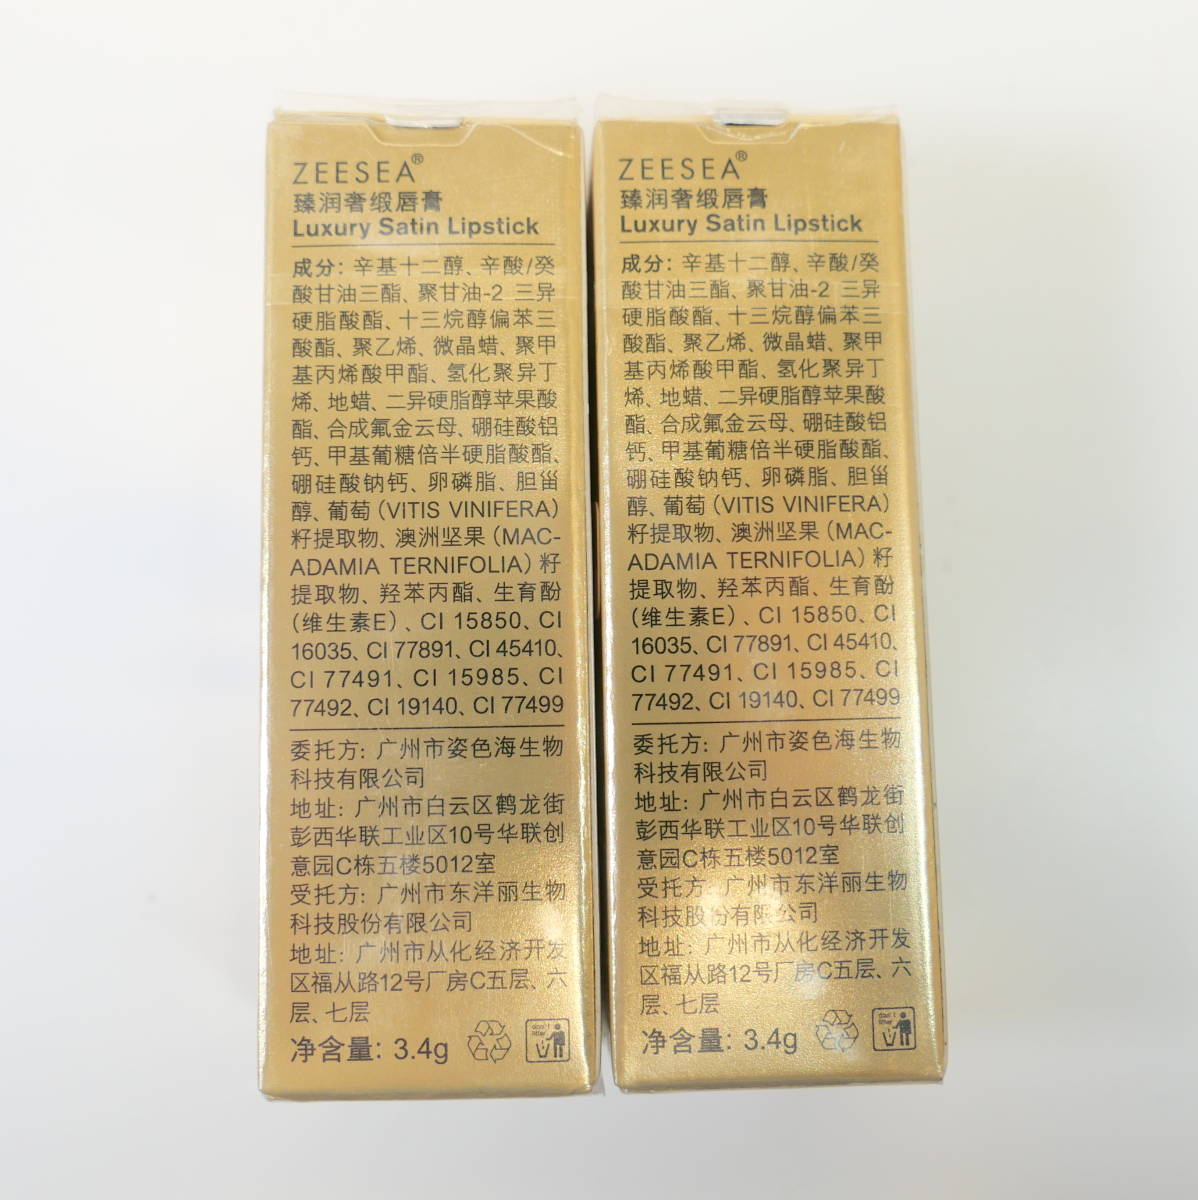 ZEESEA®
臻润奢缎唇膏
Luxury Satin Lipstick
成分: 辛基十二醇、辛酸/癸
酸甘油三酯、聚甘油-2 三异
硬脂酸酯、十三烷醇偏苯三
酸酯、聚乙烯、微晶蜡、聚甲
基丙烯酸甲酯、氢化聚异丁
烯、地蜡、二异硬脂醇苹果酸
酯、合成氟金云母、硼硅酸铝
钙、甲基葡糖倍半硬脂酸酯、
硼硅酸钠钙、卵磷脂、胆甾
醇、葡萄(VITIS VINIFERA)
籽提取物、澳洲坚果(MAC-
ADAMIA TERNIFOLIA)籽
提取物、羟苯丙酯、生育酚
(维生素E)、CI 15850、CI
16035、CI 77891、CI 45410、
CI 77491、CI 15985、CI
77492、CI 19140、CI 77499
委托方: 广州市姿色海生物
科技有限公司
地址: 广州市白云区鹤龙街
彭西华联工业区10号华联创
意园C栋五楼5012室
受托方: 广州市东洋丽生物
科技股份有限公司
地址: 广州市从化经济开发
区福从路12号厂房C五层、六
层、七层
净含量: 3.4g
don't
litter
ZEESEA®
臻润奢缎唇膏
Luxury Satin Lipstick
成分: 辛基十二醇、辛酸/癸
酸甘油三酯、聚甘油-2 三异
硬脂酸酯、十三烷醇偏苯三
酸酯、聚乙烯、微晶蜡、聚甲
基丙烯酸甲酯、氢化聚异丁
烯、地蜡、二异硬脂醇苹果酸
酯、合成氟金云母、硼硅酸铝
钙、甲基葡糖倍半硬脂酸酯、
硼硅酸钠钙、卵磷脂、胆甾
醇、葡萄(VITIS VINIFERA)
籽提取物、澳洲坚果(MAC-
ADAMIA TERNIFOLIA)籽
提取物、羟苯丙酯、生育酚
(维生素E)、CI 15850、CI
16035、CI 77891、CI 45410、
CI 77491、CI 15985、CI
77492、CI 19140、CI 77499
委托方: 广州市姿色海生物
科技有限公司
地址: 广州市白云区鹤龙街
彭西华联工业区10号华联创
意园C栋五楼5012室
受托方: 广州市东洋丽生物
科技股份有限公司
地址: 广州市从化经济开发
区福从路12号厂房C五层、六
层、七层
净含量: 3.4g
don't
litter